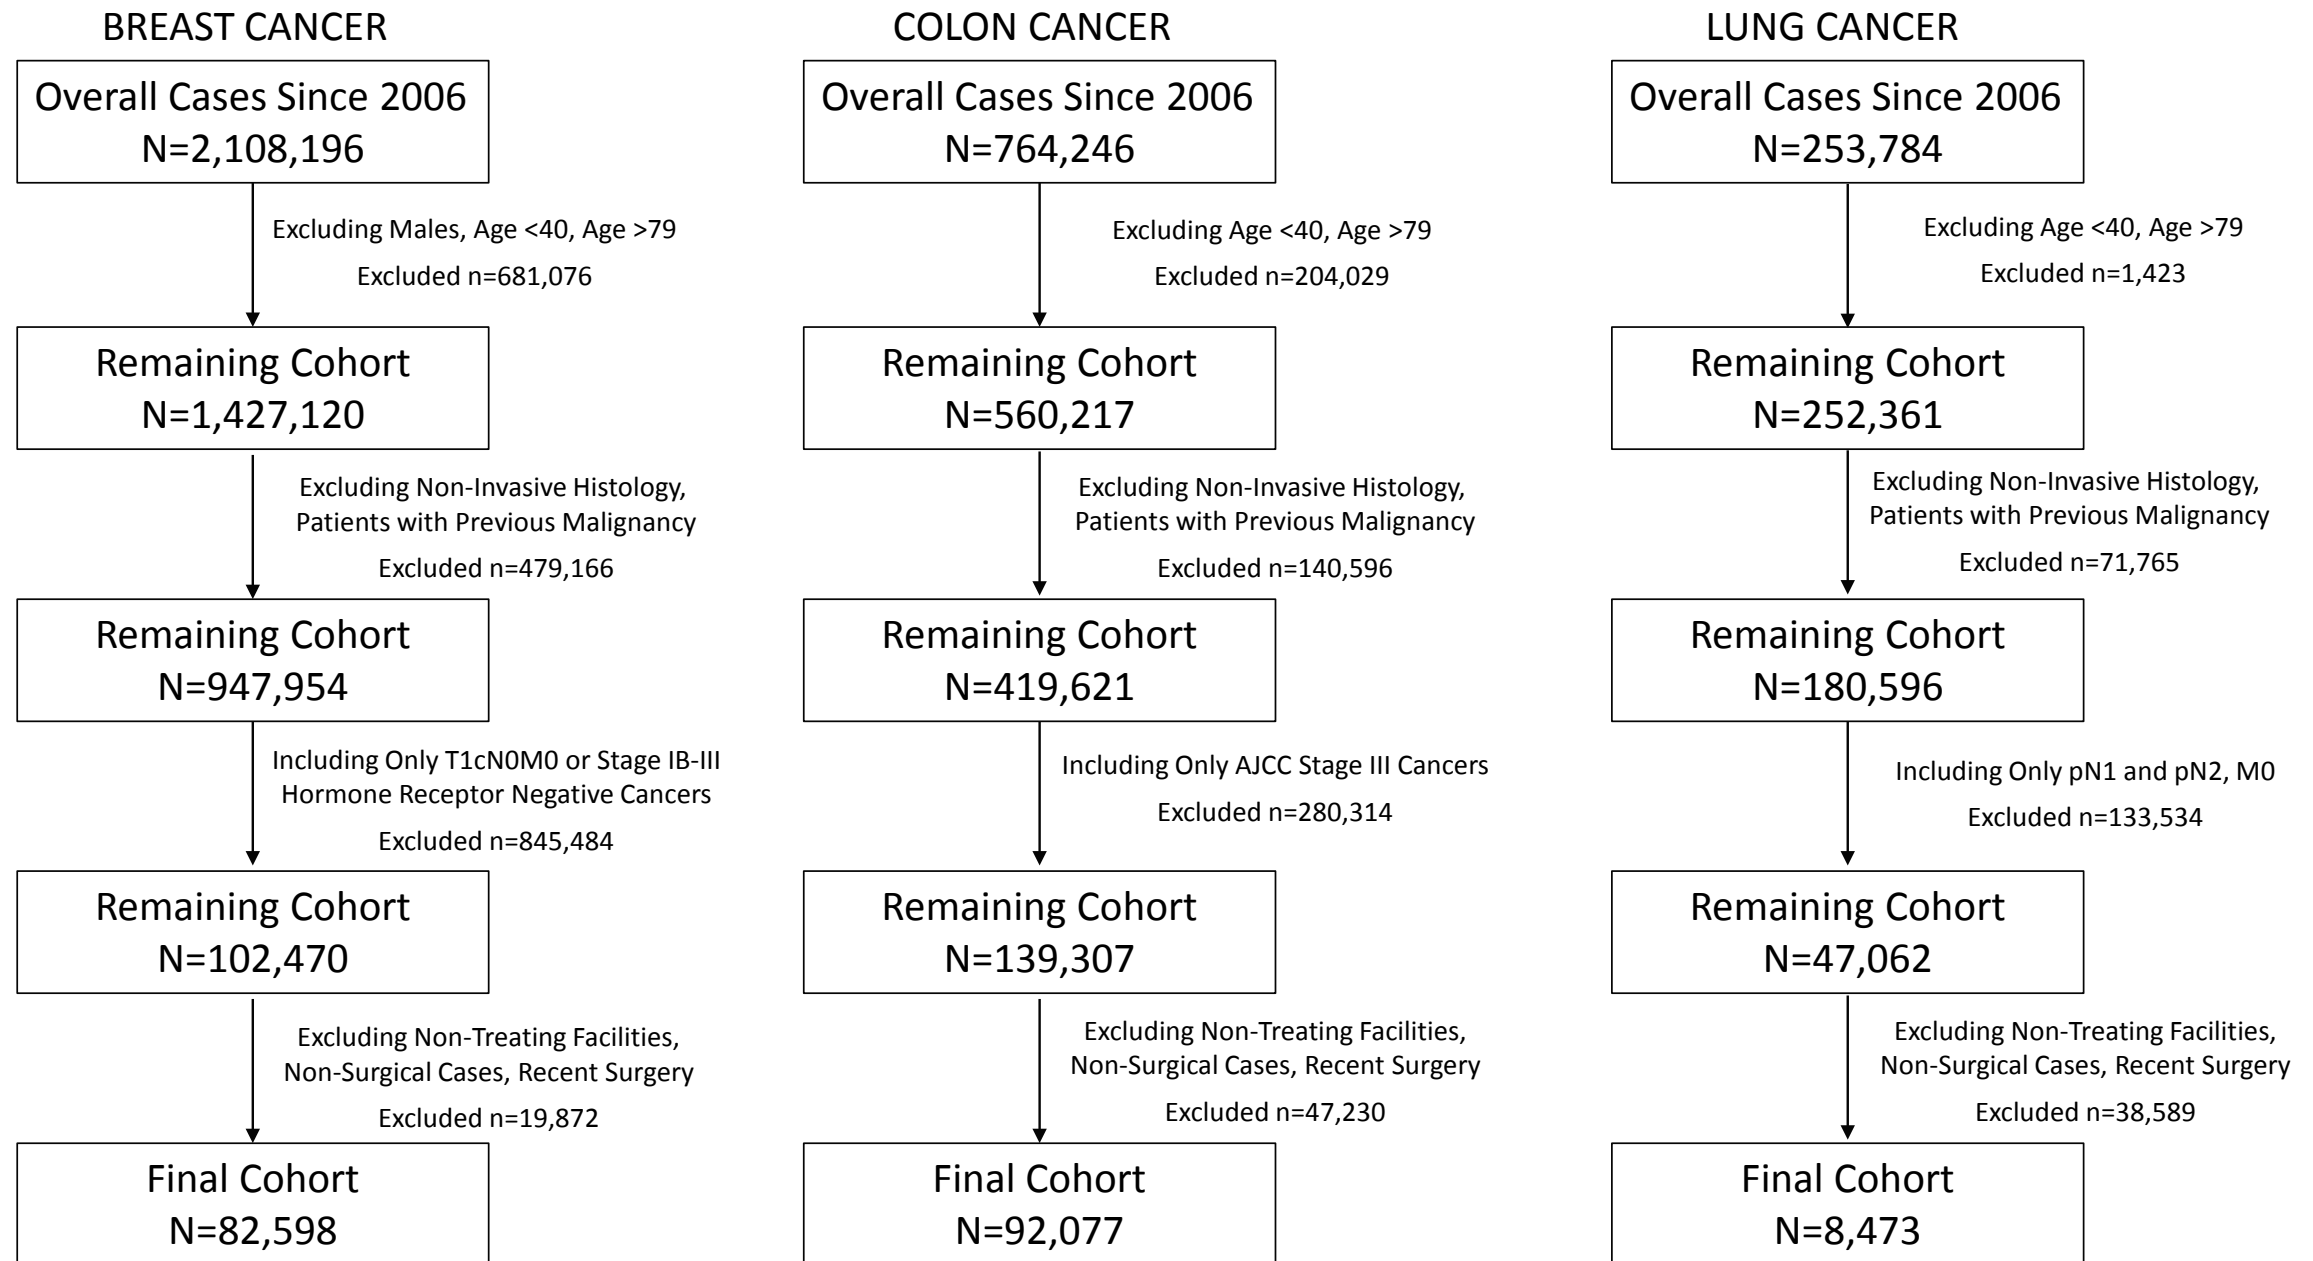 BREAST CANCER
Overall Cases Since 2006
N=2,108,196
Excluding Males, Age <40, Age >79
Excluded n=681,076
Remaining Cohort
N=1,427,120
Excluding Non-Invasive Histology,
Patients with Previous Malignancy
Excluded n=479,166
Remaining Cohort
N=947,954
Including Only T1cN0M0 or Stage IB-III
Hormone Receptor Negative Cancers
Excluded n=845,484
Remaining Cohort
N=102,470
Excluding Non-Treating Facilities,
Non-Surgical Cases, Recent Surgery
Excluded n=19,872
Final Cohort
N=82,598
COLON CANCER
Overall Cases Since 2006
N=764,246
Excluding Age <40, Age >79
Excluded n=204,029
Remaining Cohort
N=560,217
Excluding Non-Invasive Histology,
Patients with Previous Malignancy
Excluded n=140,596
Remaining Cohort
N=419,621
Including Only AJCC Stage III Cancers
Excluded n=280,314
Remaining Cohort
N=139,307
Excluding Non-Treating Facilities,
Non-Surgical Cases, Recent Surgery
Excluded n=47,230
Final Cohort
N=92,077
LUNG CANCER
Overall Cases Since 2006
N=253,784
Excluding Age <40, Age >79
Excluded n=1,423
Remaining Cohort
N=252,361
Excluding Non-Invasive Histology,
Patients with Previous Malignancy
Excluded n=71,765
Remaining Cohort
N=180,596
Including Only pN1 and pN2, M0
Excluded n=133,534
Remaining Cohort
N=47,062
Excluding Non-Treating Facilities,
Non-Surgical Cases, Recent Surgery
Excluded n=38,589
Final Cohort
N=8,473